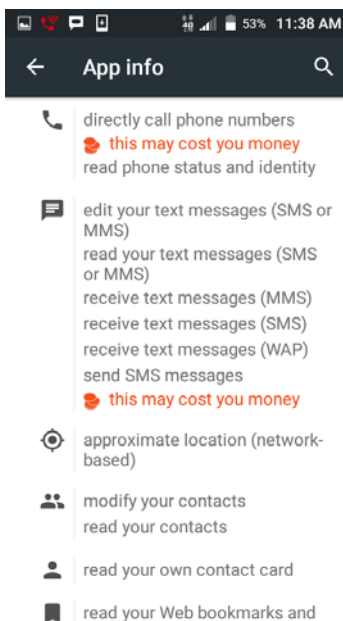 53% 11:38 AM
App info
directly call phone numbers
this may cost you money
read phone status and identity
edit your text messages (SMS or
MMS)
read your text messages (SMS
or MMS)
receive text messages (MMS)
receive text messages (SMS)
receive text messages (WAP)
send SMS messages
this may cost you money
approximate location (network-
based)
modify your contacts
read your contacts
read your own contact card
read your Web bookmarks and